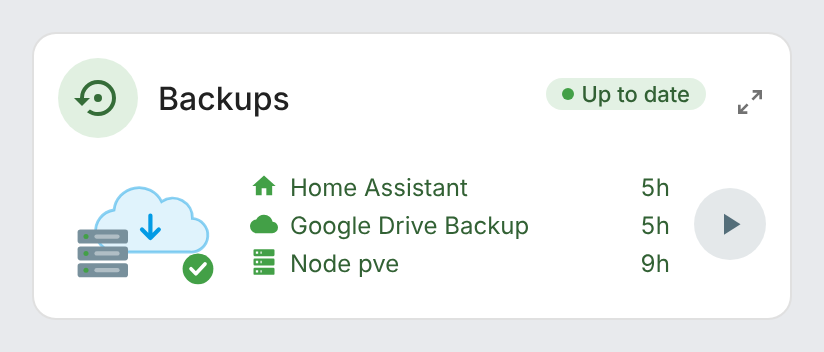 Backups
Up to date
Home Assistant 5h
Google Drive Backup 5h
Node pve 9h